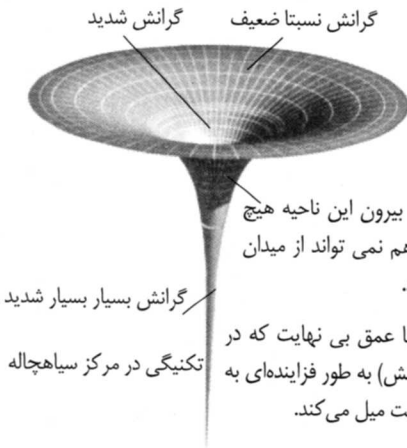 گرانش نسبتا ضعیف
گرانش شدید
بیرون این ناحیه هیچ
هم نمی تواند از میدان
.
گرانش بسیار بسیار شدید
ا عمق بی نهایت که در
تکنیگی در مرکز سیاهچاله
ش) به طور فزاینده‌ای به
ت میل می‌کند.